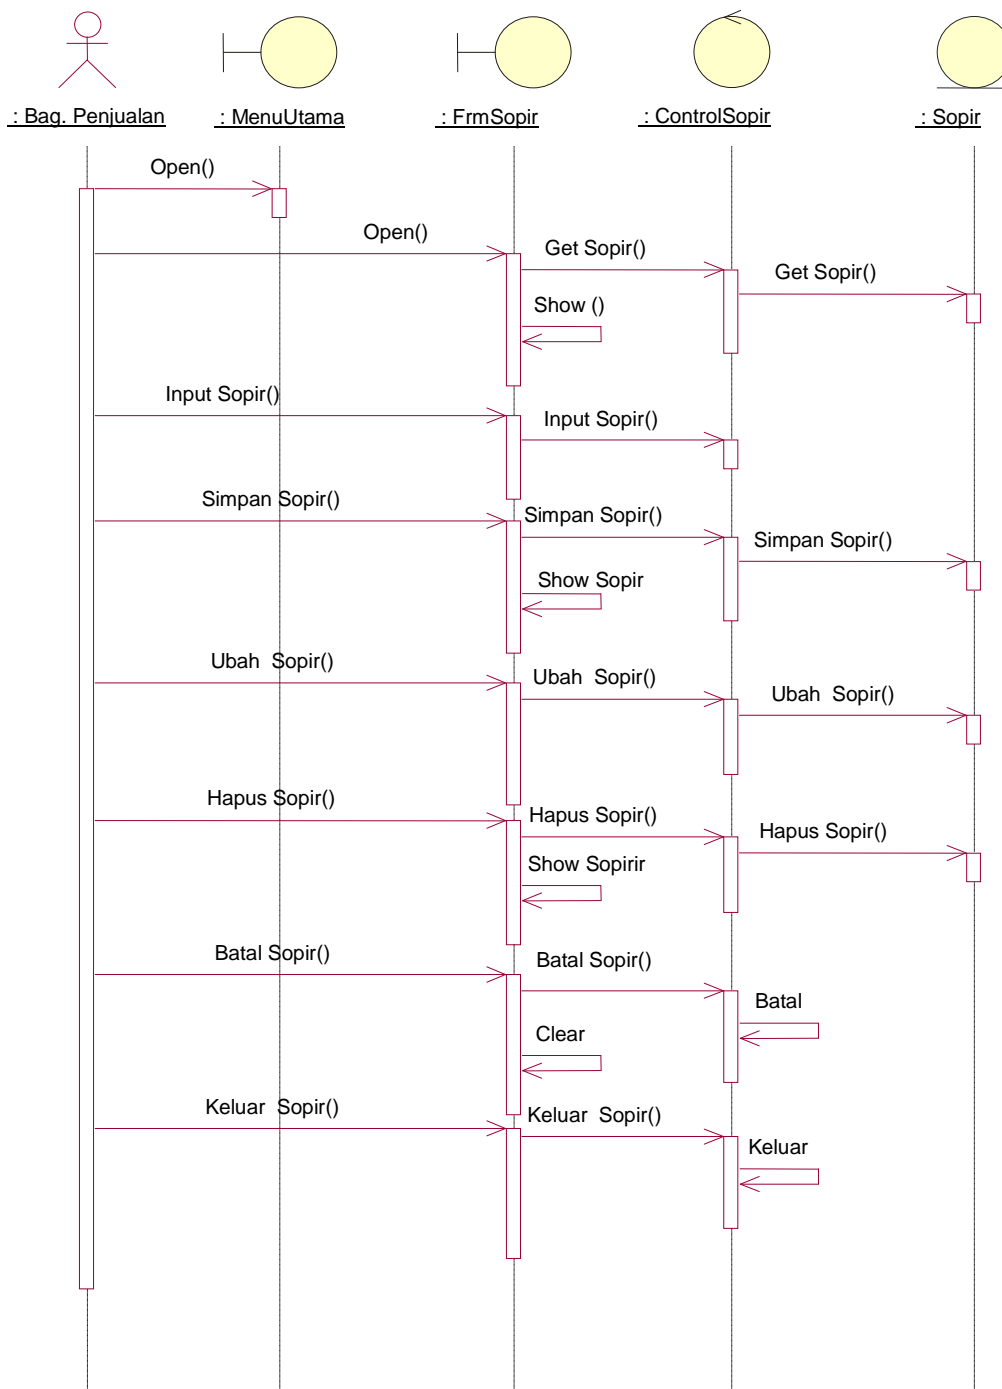 : Bag. Penjualan
: MenuUtama
: FrmSopir
: ControlSopir
: Sopir
Open()
Open()
Get Sopir()
Get Sopir()
Show ()
Input Sopir()
Input Sopir()
Simpan Sopir()
Simpan Sopir()
Simpan Sopir()
Show Sopir
Ubah  Sopir()
Ubah  Sopir()
Ubah  Sopir()
Hapus Sopir()
Hapus Sopir()
Hapus Sopir()
Show Sopirir
Batal Sopir()
Batal Sopir()
Batal
Clear
Keluar  Sopir()
Keluar  Sopir()
Keluar